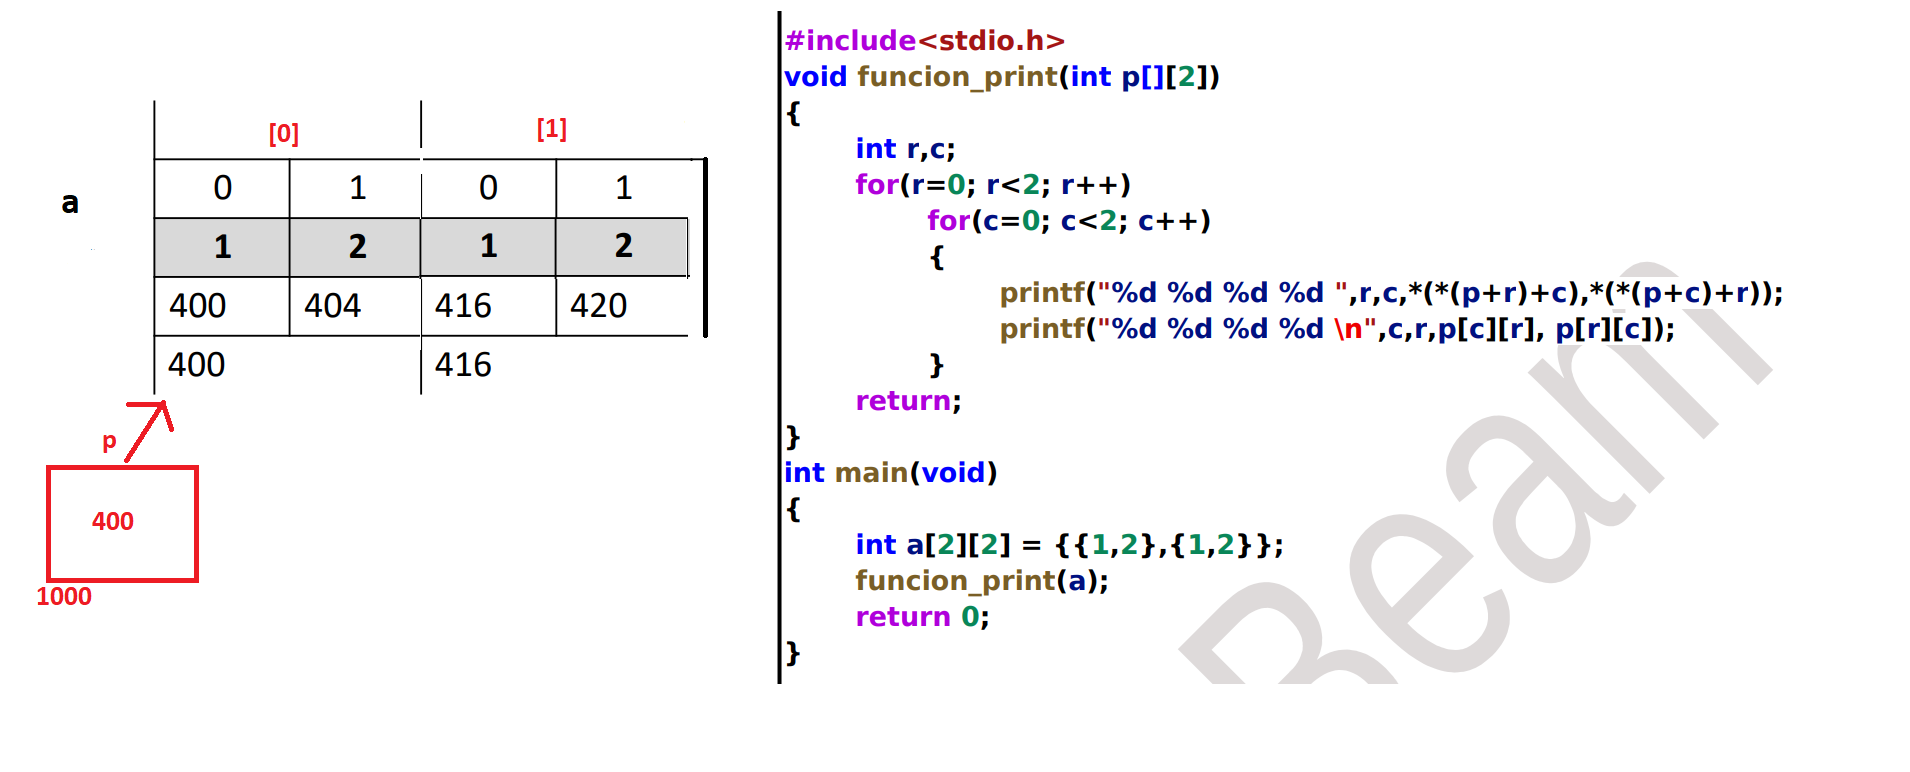 [0] [1]
0 1 0 1
a
1 2 1 2
400 404 416 420
400 416
p
400
1000
#include<stdio.h>
void funcion_print(int p[][2])
{
int r,c;
for(r=0; r<2; r++)
for(c=0; c<2; c++)
{
printf("%d %d %d %d ",r,c,*(*(p+r)+c),*(*(p+c)+r));
printf("%d %d %d %d \n",c,r,p[c][r], p[r][c]);
}
return;
}
int main(void)
{
int a[2][2] = {{1,2},{1,2}};
funcion_print(a);
return 0;
}
Beam